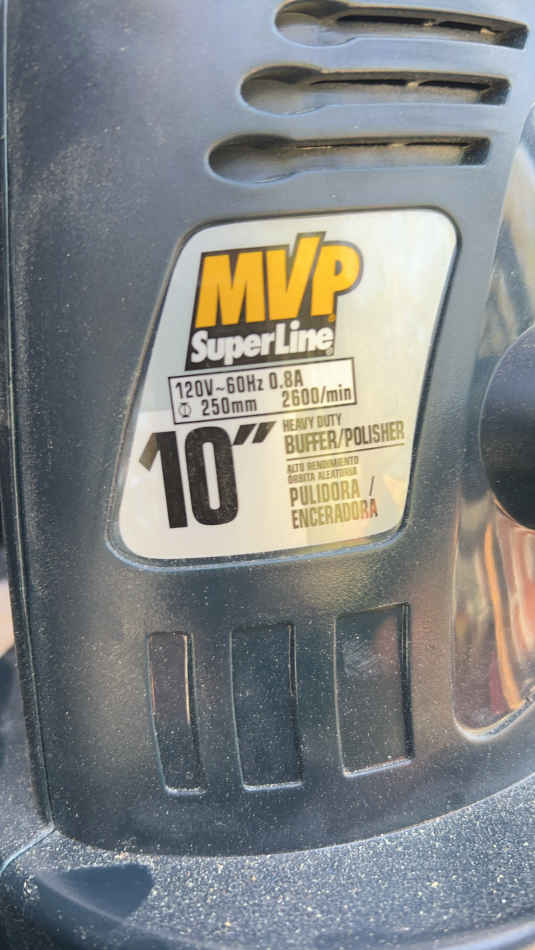 MVP
SuperLine®
120V~60Hz 0.8A
250mm 2600/min
10"
HEAVY DUTY
BUFFER/POLISHER
ALTO RENDIMIENTO
ORBITA ALEATORIA
PULIDORA /
ENCERADORA